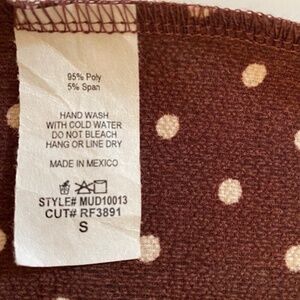 95% Poly
5% Span
HAND WASH
WITH COLD WATER
DO NOT BLEACH
HANG OR LINE DRY
MADE IN MEXICO
STYLE# MUD10013
CUT# RF3891
S